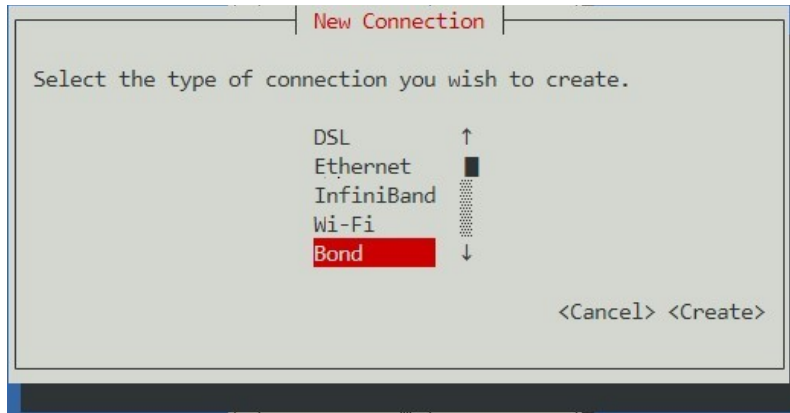 New Connection
Select the type of connection you wish to create.
DSL ↑
Ethernet
InfiniBand
Wi-Fi
Bond ↓
<Cancel> <Create>